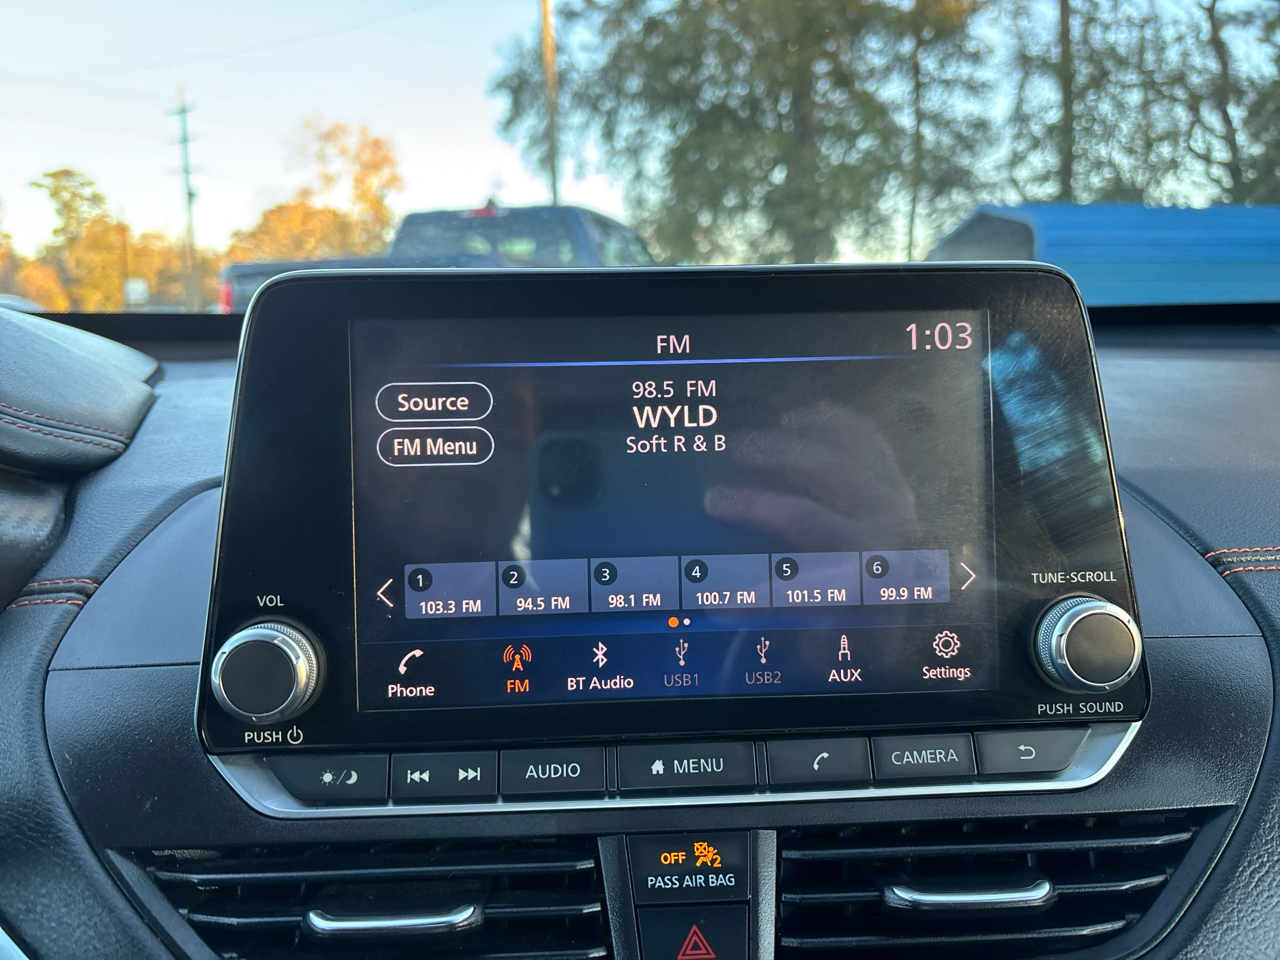 FM
1:03
Source
98.5 FM
WYLD
FM Menu
Soft R & B
1
103.3 FM
2
94.5 FM
3
98.1 FM
4
100.7 FM
5
101.5 FM
6
99.9 FM
VOL
TUNE·SCROLL
Phone
FM
BT Audio
USB1
USB2
AUX
Settings
PUSH
PUSH SOUND
AUDIO
MENU
CAMERA
OFF 2
PASS AIR BAG